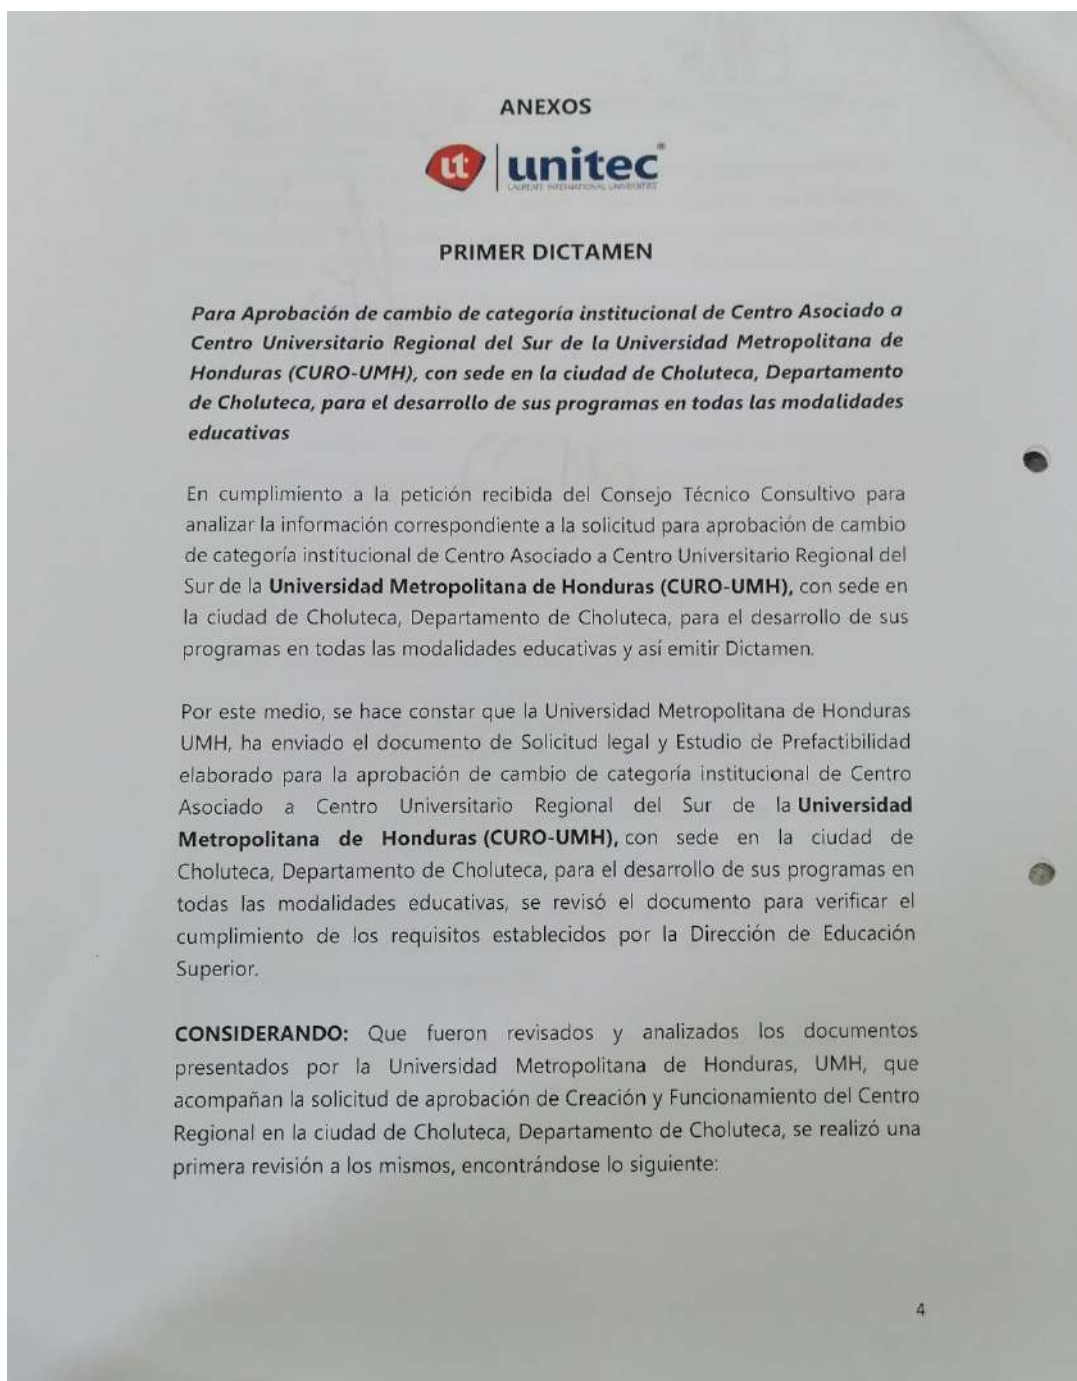 ANEXOS
ut unitec®
LAUREATE INTERNATIONAL UNIVERSITIES
PRIMER DICTAMEN
Para Aprobación de cambio de categoría institucional de Centro Asociado a
Centro Universitario Regional del Sur de la Universidad Metropolitana de
Honduras (CURO-UMH), con sede en la ciudad de Choluteca, Departamento
de Choluteca, para el desarrollo de sus programas en todas las modalidades
educativas
En cumplimiento a la petición recibida del Consejo Técnico Consultivo para
analizar la información correspondiente a la solicitud para aprobación de cambio
de categoría institucional de Centro Asociado a Centro Universitario Regional del
Sur de la Universidad Metropolitana de Honduras (CURO-UMH), con sede en
la ciudad de Choluteca, Departamento de Choluteca, para el desarrollo de sus
programas en todas las modalidades educativas y así emitir Dictamen.
Por este medio, se hace constar que la Universidad Metropolitana de Honduras
UMH, ha enviado el documento de Solicitud legal y Estudio de Prefactibilidad
elaborado para la aprobación de cambio de categoría institucional de Centro
Asociado a Centro Universitario Regional del Sur de la Universidad
Metropolitana de Honduras (CURO-UMH), con sede en la ciudad de
Choluteca, Departamento de Choluteca, para el desarrollo de sus programas en
todas las modalidades educativas, se revisó el documento para verificar el
cumplimiento de los requisitos establecidos por la Dirección de Educación
Superior.
CONSIDERANDO: Que fueron revisados y analizados los documentos
presentados por la Universidad Metropolitana de Honduras, UMH, que
acompañan la solicitud de aprobación de Creación y Funcionamiento del Centro
Regional en la ciudad de Choluteca, Departamento de Choluteca, se realizó una
primera revisión a los mismos, encontrándose lo siguiente:
4